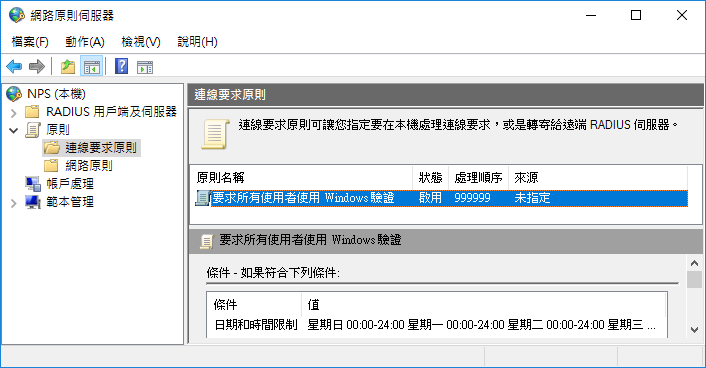 網路原則伺服器
檔案(F) 動作(A) 檢視(V) 說明(H)
NPS (本機)
RADIUS 用戶端及伺服器
原則
連線要求原則
網路原則
帳戶處理
範本管理
連線要求原則
連線要求原則可讓您指定要在本機處理連線要求，或是轉寄給遠端 RADIUS 伺服器。
原則名稱 狀態 處理順序 來源
要求所有使用者使用 Windows 驗證 啟用 999999 未指定
要求所有使用者使用 Windows 驗證
條件 - 如果符合下列條件:
條件 值
日期和時間限制 星期日 00:00-24:00 星期一 00:00-24:00 星期二 00:00-24:00 星期三 ...